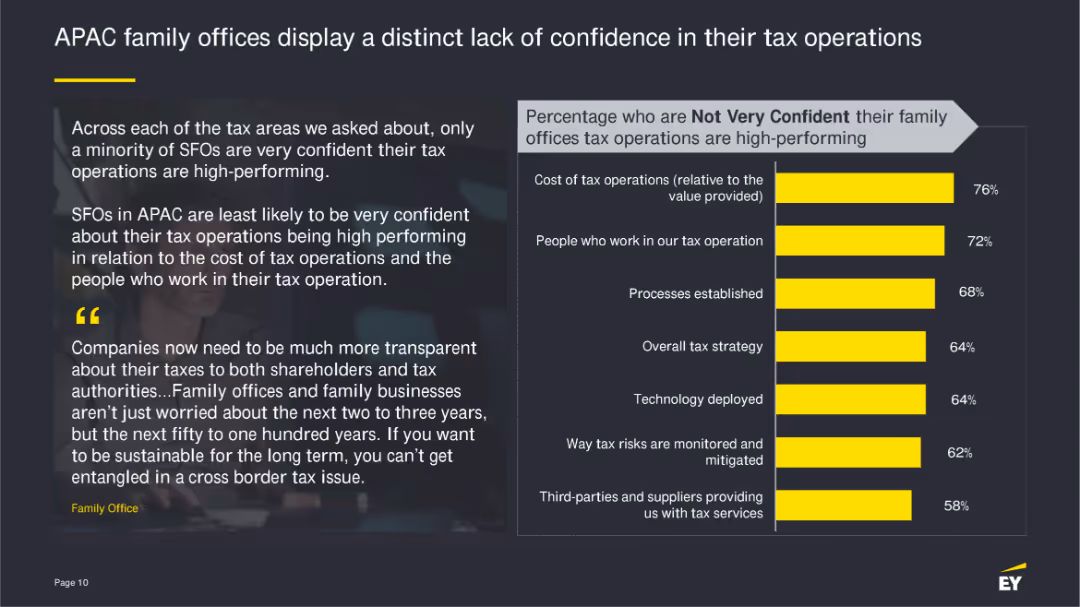 APAC family offices display a distinct lack of confidence in their tax operations
Across each of the tax areas we asked about, only
a minority of SFOs are very confident their tax
operations are high-performing.
SFOs in APAC are least likely to be very confident
about their tax operations being high performing
in relation to the cost of tax operations and the
people who work in their tax operation.
“
Companies now need to be much more transparent
about their taxes to both shareholders and tax
authorities...Family offices and family businesses
aren’t just worried about the next two to three years,
but the next fifty to one hundred years. If you want
to be sustainable for the long term, you can’t get
entangled in a cross border tax issue.
Family Office
Percentage who are Not Very Confident their family
offices tax operations are high-performing
Cost of tax operations (relative to the
value provided)
76%
People who work in our tax operation
72%
Processes established
68%
Overall tax strategy
64%
Technology deployed
64%
Way tax risks are monitored and
mitigated
62%
Third-parties and suppliers providing
us with tax services
58%
Page 10
EY